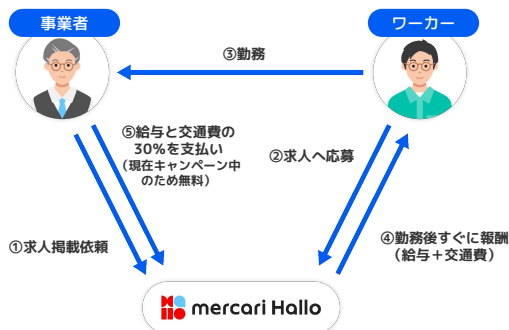 事業者
ワーカー
③勤務
⑤給与と交通費の
30%を支払い
（現在キャンペーン中
のため無料）
②求人へ応募
①求人掲載依頼
④勤務後すぐに報酬
（給与＋交通費）
mercari Hallo